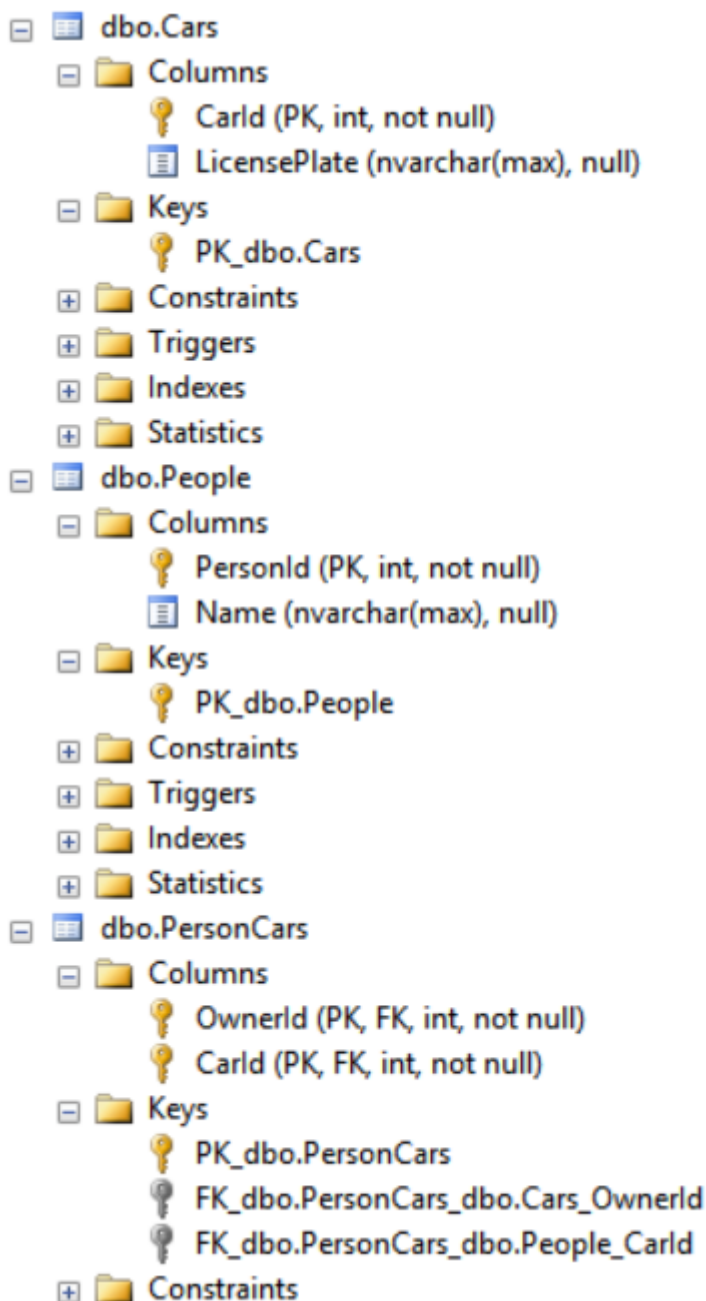 dbo.Cars
Columns
CarId (PK, int, not null)
LicensePlate (nvarchar(max), null)
Keys
PK_dbo.Cars
Constraints
Triggers
Indexes
Statistics
dbo.People
Columns
PersonId (PK, int, not null)
Name (nvarchar(max), null)
Keys
PK_dbo.People
Constraints
Triggers
Indexes
Statistics
dbo.PersonCars
Columns
OwnerId (PK, FK, int, not null)
CarId (PK, FK, int, not null)
Keys
PK_dbo.PersonCars
FK_dbo.PersonCars_dbo.Cars_OwnerId
FK_dbo.PersonCars_dbo.People_CarId
Constraints